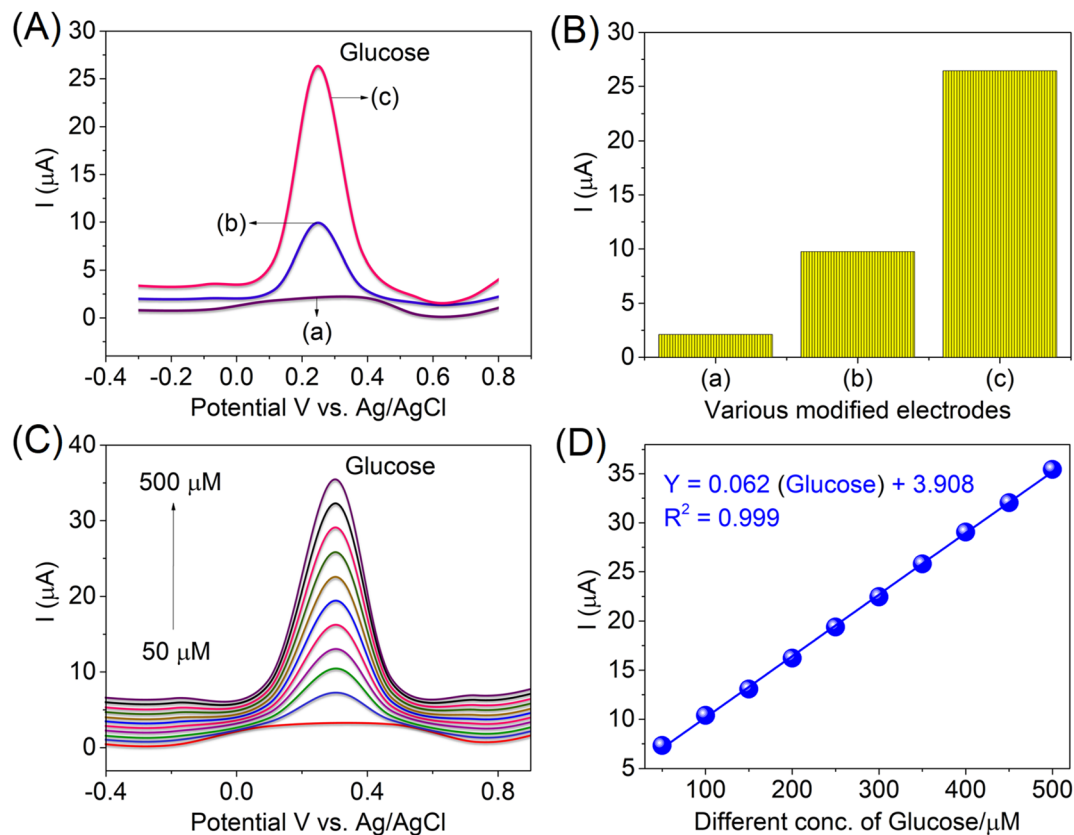 (A)
30
25
20
15
10
5
0
I (μA)
Glucose
(c)
(b)
(a)
-0.4 0.0 0.2 0.4 0.6 0.8
Potential V vs. Ag/AgCl
(B)
30
25
20
15
10
5
0
I (μA)
(a) (b) (c)
Various modified electrodes
(C)
40
30
20
10
0
I (μA)
Glucose
500 μM
50 μM
-0.4 0.0 0.4 0.8
Potential V vs. Ag/AgCl
(D)
35
30
25
20
15
10
5
I (μA)
Y = 0.062 (Glucose) + 3.908
R² = 0.999
100 200 300 400 500
Different conc. of Glucose/μM